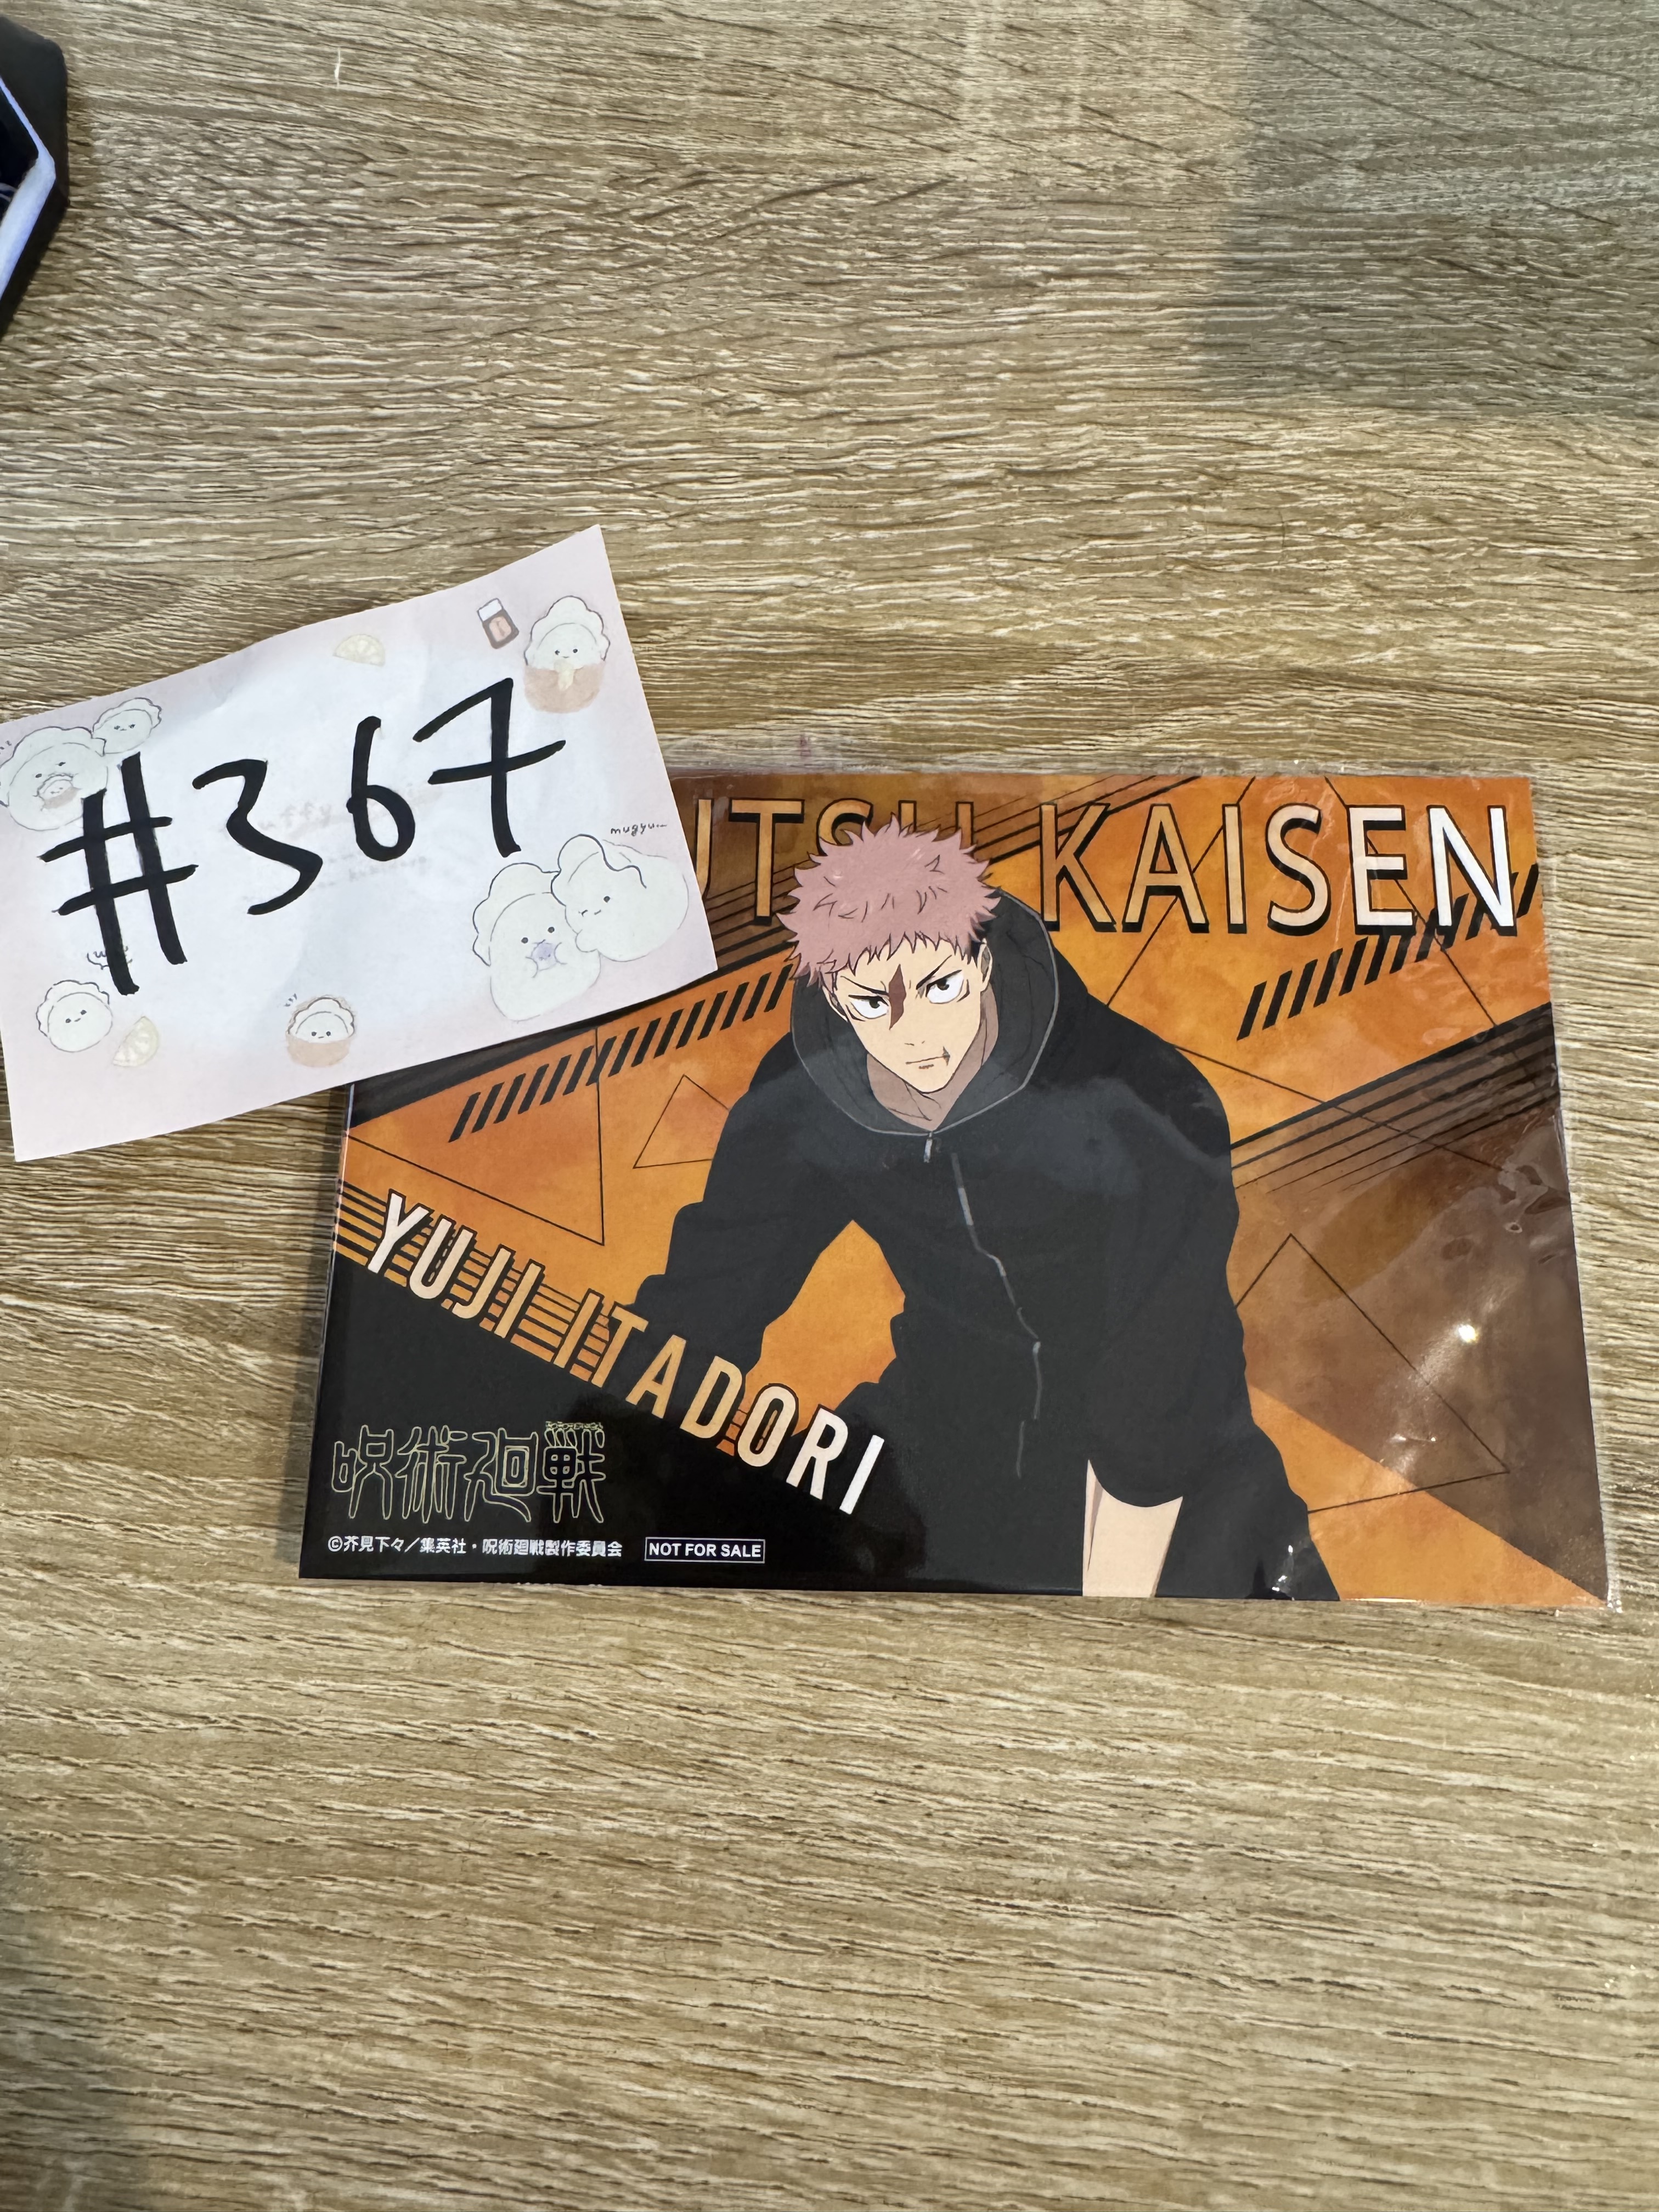 #367
mugyu...
UTSU KAISEN
YUJI ITADORI
呪術廻戦
©芥見下々／集英社・呪術廻戦製作委員会
NOT FOR SALE